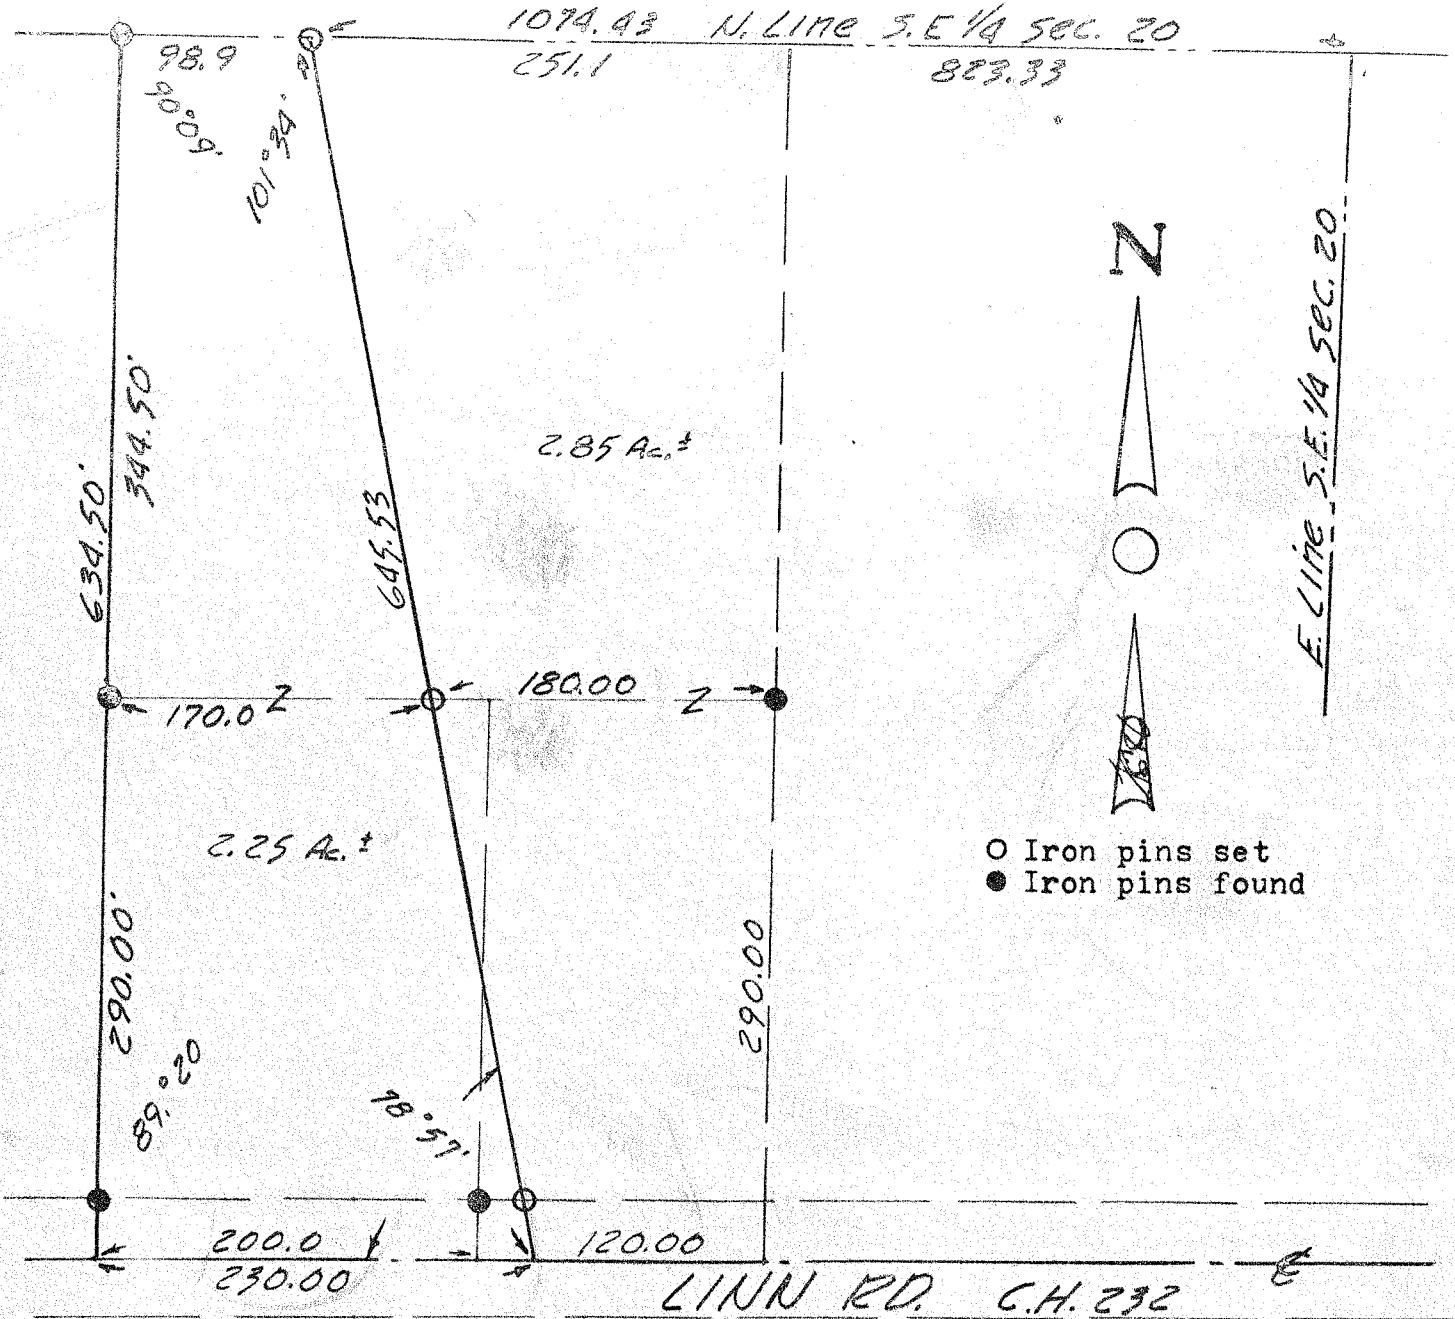 1074.43 N. Line S.E 1/4 Sec. 20
98.9
251.1
823.33
90°09'
101°34'
N
E. Line S.E. 1/4 Sec. 20
344.50'
634.50'
2.85 Ac.±
645.53
180.00
170.0
Z
Z
2.25 Ac.±
O Iron pins set
● Iron pins found
290.00'
290.00
89°20
78°57'
200.0
120.00
230.00
LINN RD. C.H. 232